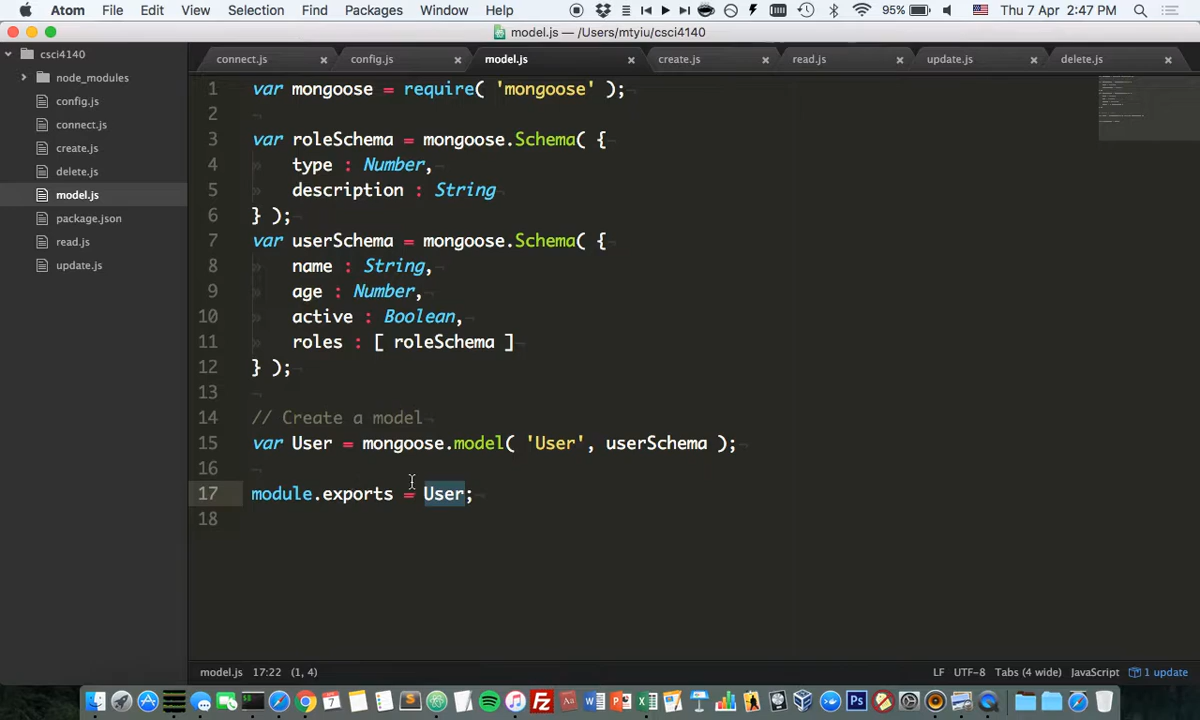 Atom File Edit View Selection Find Packages Window Help 95% Thu 7 Apr 2:47 PM
model.js — /Users/mtyiu/csci4140
csci4140
node_modules
config.js
connect.js
create.js
delete.js
model.js
package.json
read.js
update.js
connect.js config.js model.js create.js read.js update.js delete.js
1 var mongoose = require( 'mongoose' );
2
3 var roleSchema = mongoose.Schema( {
4 type : Number,
5 description : String
6 } );
7 var userSchema = mongoose.Schema( {
8 name : String,
9 age : Number,
10 active : Boolean,
11 roles : [ roleSchema ]
12 } );
13
14 // Create a model
15 var User = mongoose.model( 'User', userSchema );
16
17 module.exports = User;
18
model.js 17:22 (1, 4) LF UTF-8 Tabs (4 wide) JavaScript 1 update